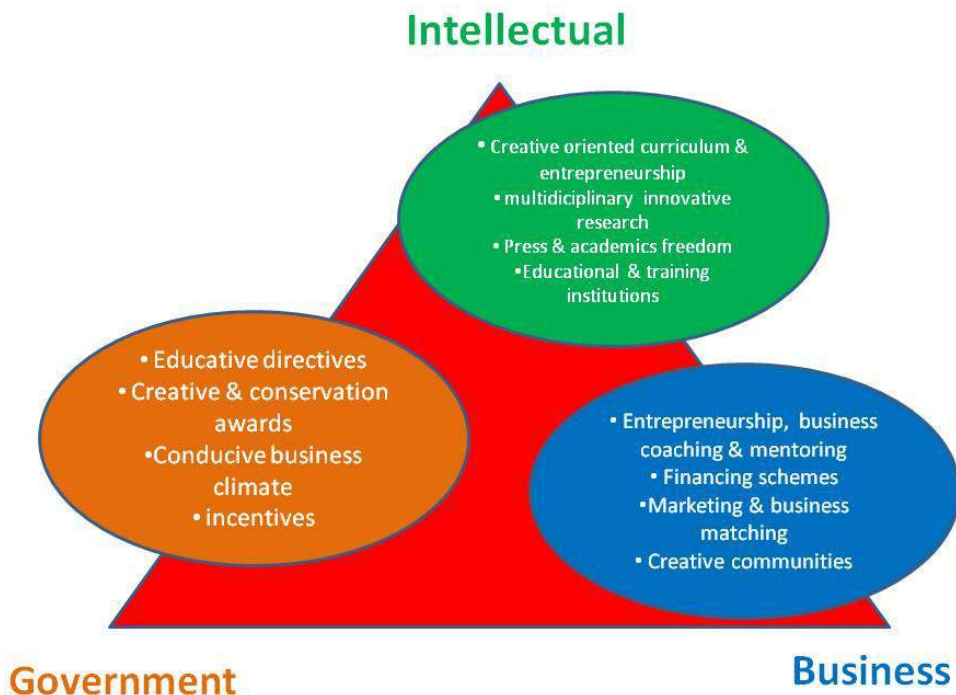 Intellectual
• Creative oriented curriculum &
entrepreneurship
• multidiciplinary innovative
research
• Press & academics freedom
•Educational & training
institutions
• Educative directives
• Creative & conservation
awards
•Conducive business
climate
• incentives
• Entrepreneurship, business
coaching & mentoring
• Financing schemes
•Marketing & business
matching
• Creative communities
Government
Business